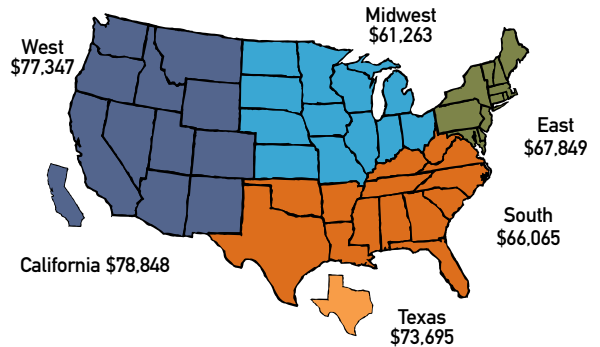 Midwest
$61,263
West
$77,347
East
$67,849
South
$66,065
California $78,848
Texas
$73,695